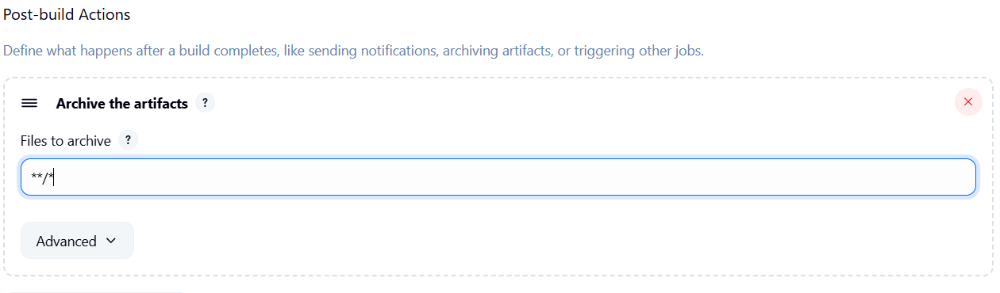 Post-build Actions
Define what happens after a build completes, like sending notifications, archiving artifacts, or triggering other jobs.
Archive the artifacts ?
Files to archive ?
**/*
Advanced